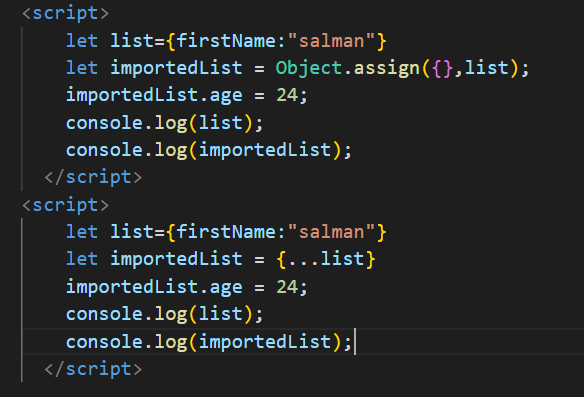 <script>
let list={firstName:"salman"}
let importedList = Object.assign({},list);
importedList.age = 24;
console.log(list);
console.log(importedList);
</script>
<script>
let list={firstName:"salman"}
let importedList = {...list}
importedList.age = 24;
console.log(list);
console.log(importedList);
</script>